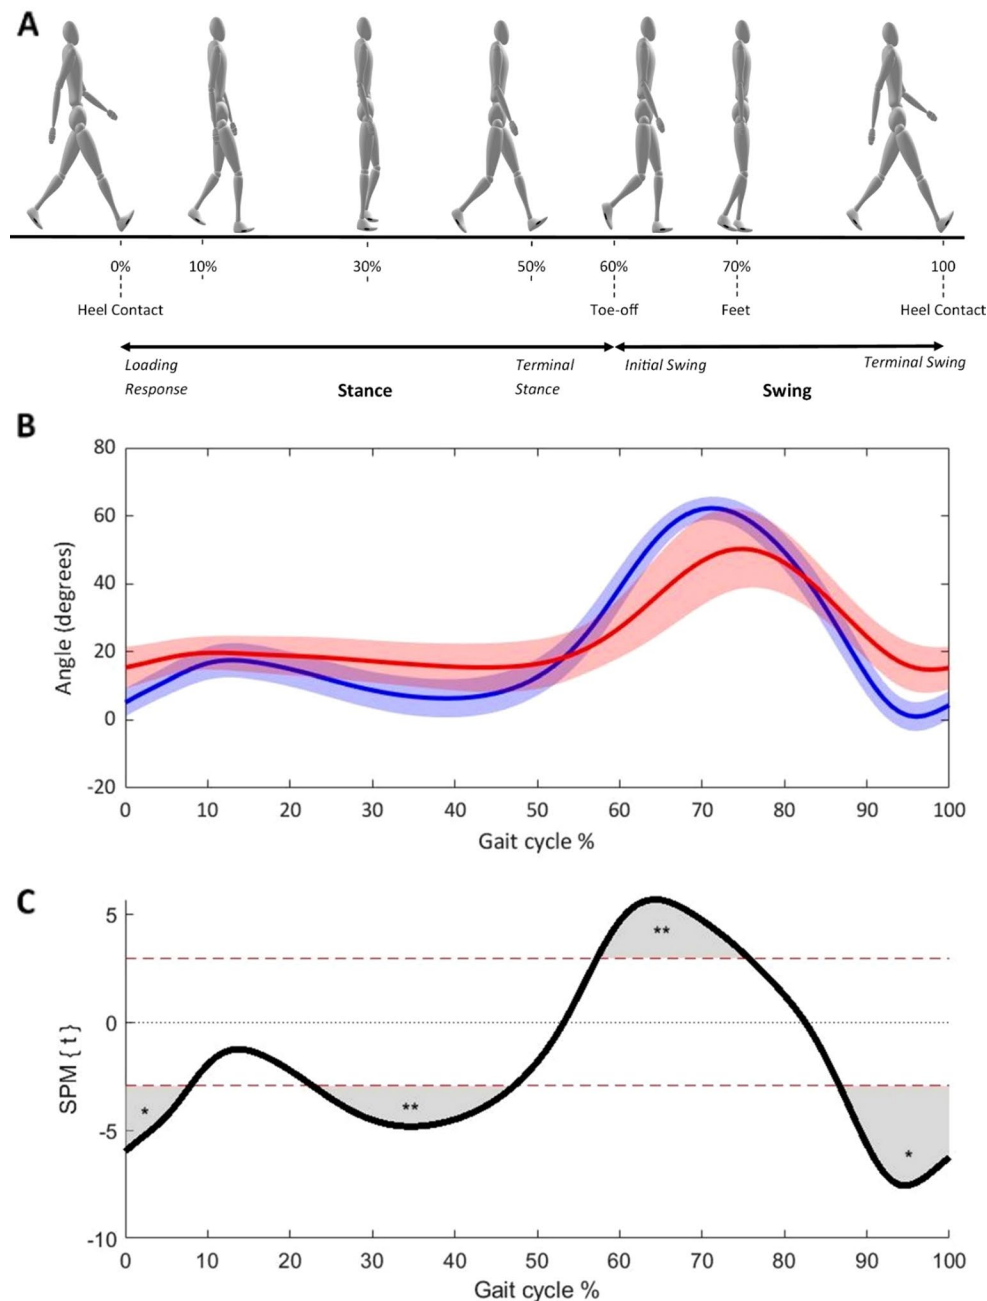 A
0% 10% 30% 50% 60% 70% 100
Heel Contact Toe-off Feet Heel Contact
Loading Terminal Initial Swing Terminal Swing
Response Stance Stance Swing
B
80
60
40
20
0
-20
Angle (degrees)
0 10 20 30 40 50 60 70 80 90 100
Gait cycle %
C
5
0
-5
-10
SPM { t }
**
*
**
*
0 10 20 30 40 50 60 70 80 90 100
Gait cycle %